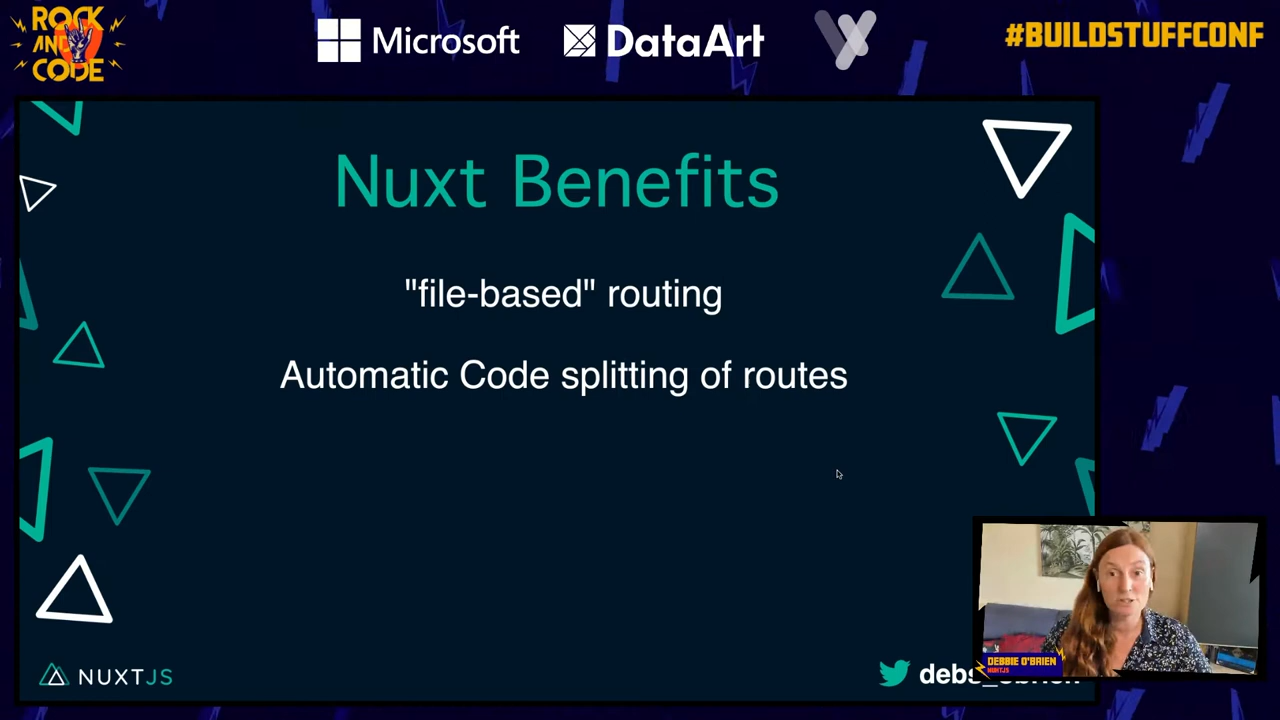 ROCK
AND
CODE
Microsoft
DataArt
#BUILDSTUFFCONF
Nuxt Benefits
"file-based" routing
Automatic Code splitting of routes
NUXTJS
DEBBIE O'BRIEN
NUXTJS